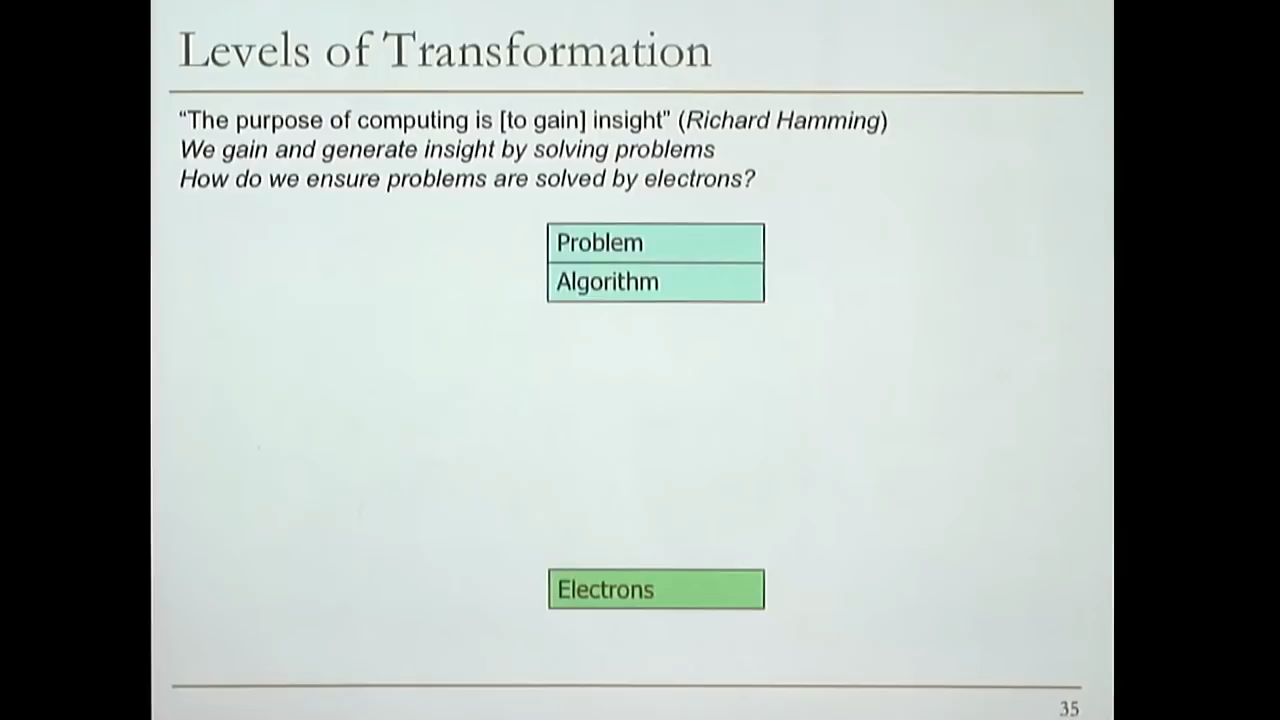 Levels of Transformation
“The purpose of computing is [to gain] insight” (Richard Hamming)
We gain and generate insight by solving problems
How do we ensure problems are solved by electrons?
Problem
Algorithm
Electrons
35